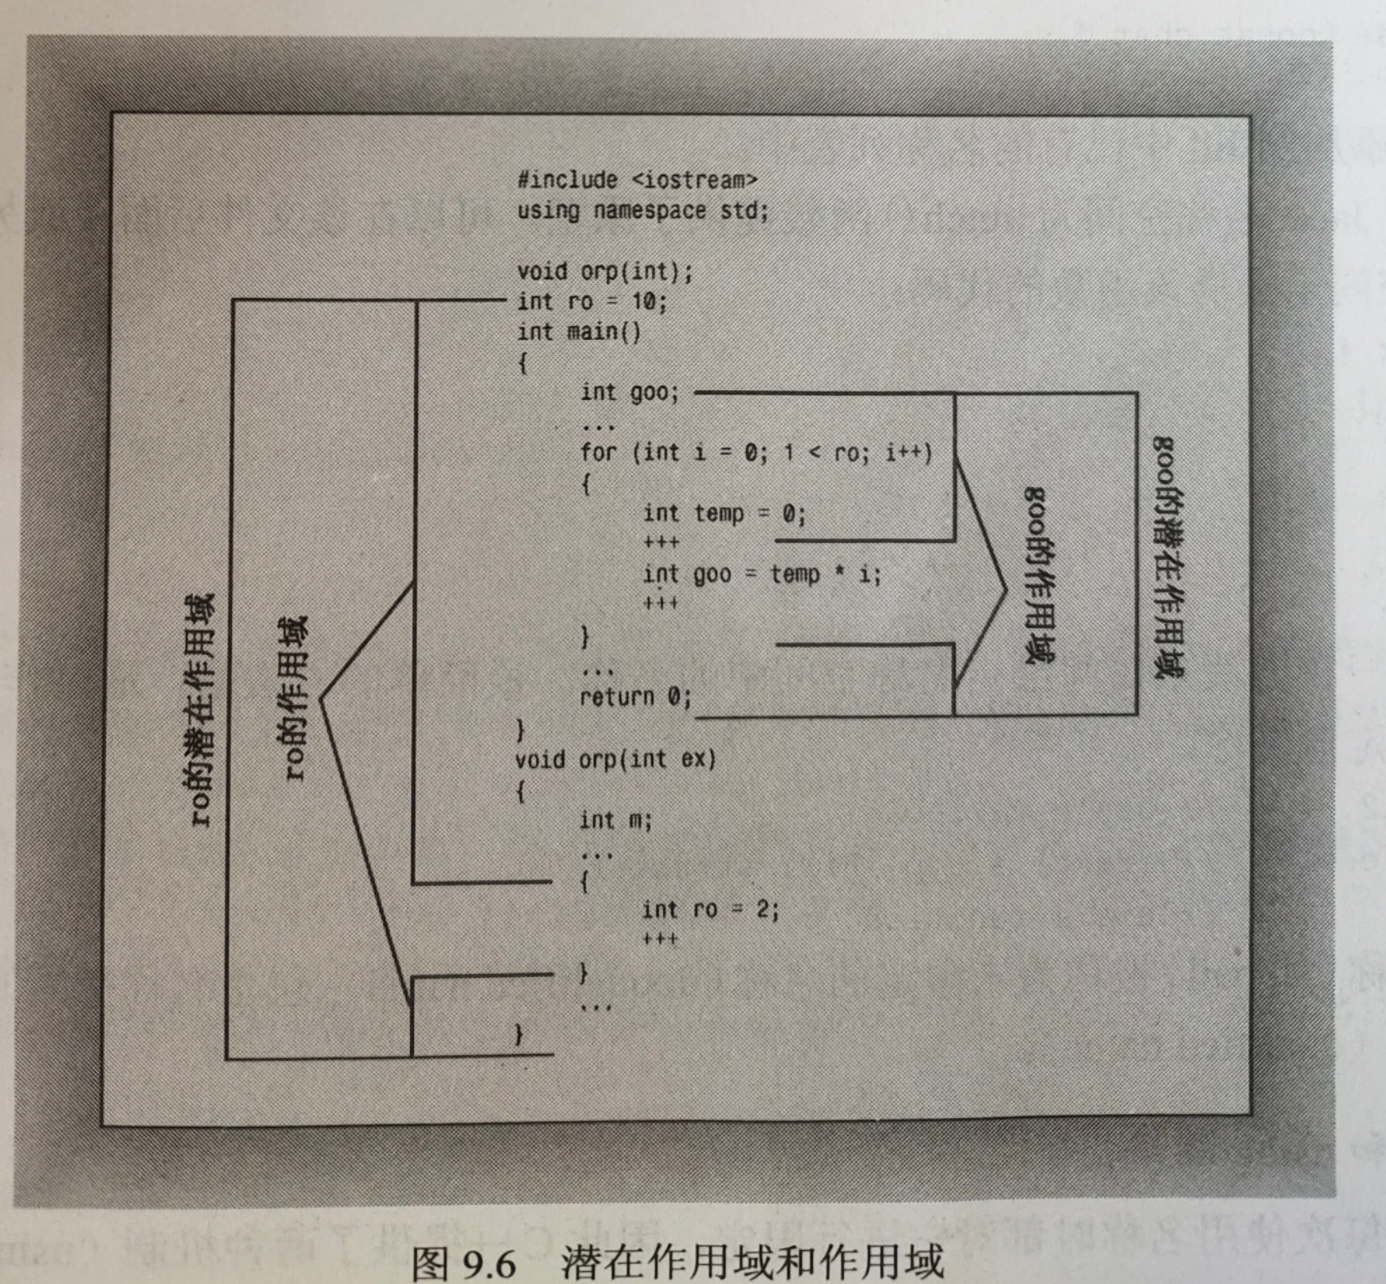 #include <iostream>
using namespace std;
void orp(int);
int ro = 10;
int main()
{
int goo;
...
for (int i = 0; 1 < ro; i++)
{
int temp = 0;
+++
int goo = temp * i;
+++
}
...
return 0;
}
void orp(int ex)
{
int m;
...
{
int ro = 2;
+++
}
...
}
ro的潜在作用域
ro的作用域
goo的作用域
goo的潜在作用域
图 9.6 潜在作用域和作用域